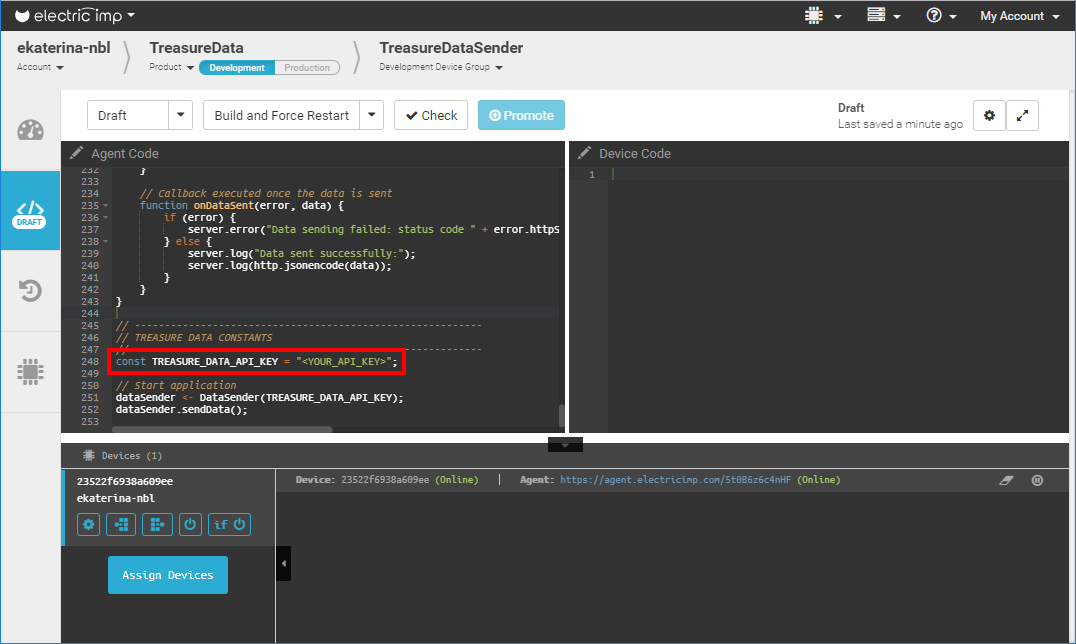 electric imp
My Account
ekaterina-nbl
Account
TreasureData
Product
Development
Production
TreasureDataSender
Development Device Group
Draft
Build and Force Restart
Check
Promote
Draft
Last saved a minute ago
DRAFT
Agent Code
232 }
233
234 // Callback executed once the data is sent
235 function onDataSent(error, data) {
236 if (error) {
237 server.error("Data sending failed: status code " + error.httpS
238 } else {
239 server.log("Data sent successfully:");
240 server.log(http.jsonencode(data));
241 }
242 }
243 }
244
245 // ---------------------------------------------------------
246 // TREASURE DATA CONSTANTS
247 // ---------------------------------------------------------
248 const TREASURE_DATA_API_KEY = "<YOUR_API_KEY>";
249
250 // Start application
251 dataSender <- DataSender(TREASURE_DATA_API_KEY);
252 dataSender.sendData();
253
Device Code
1
Devices (1)
23522f6938a609ee
ekaterina-nbl
if
Assign Devices
Device: 23522f6938a609ee (Online) | Agent: https://agent.electricimp.com/5t0B6z6c4nHF (Online)